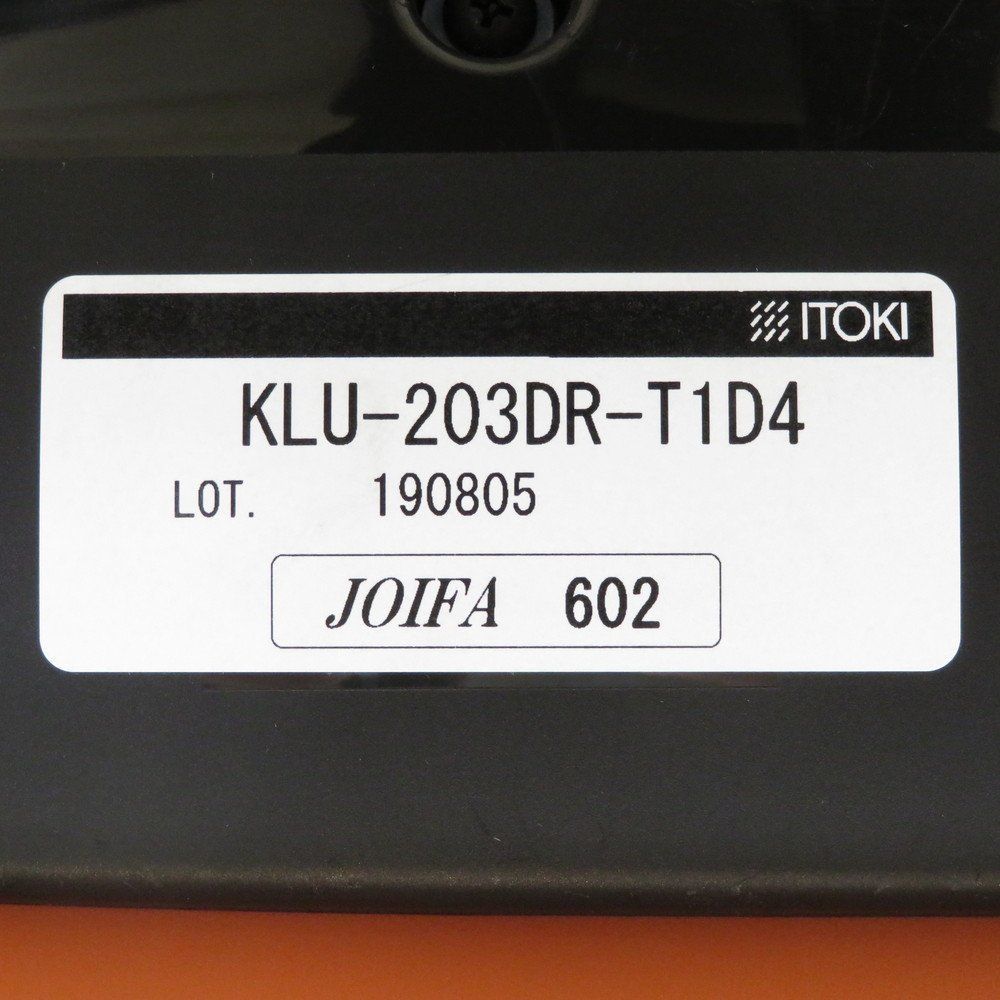 ITOKI
KLU-203DR-T1D4
LOT. 190805
JOIFA 602